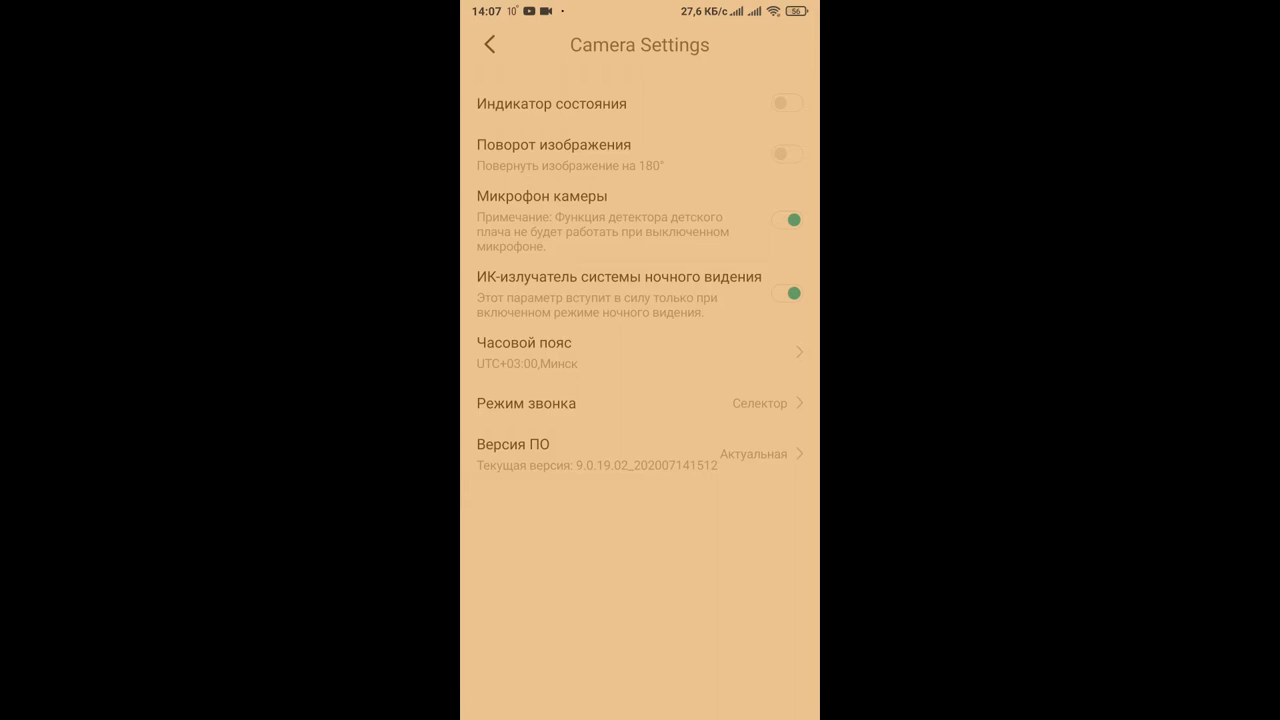 14:07 10° 27,6 КБ/с 56
Camera Settings
Индикатор состояния
Поворот изображения
Повернуть изображение на 180°
Микрофон камеры
Примечание: Функция детектора детского
плача не будет работать при выключенном
микрофоне.
ИК-излучатель системы ночного видения
Этот параметр вступит в силу только при
включенном режиме ночного видения.
Часовой пояс
UTC+03:00,Минск
Режим звонка Селектор
Версия ПО
Актуальная
Текущая версия: 9.0.19.02_202007141512